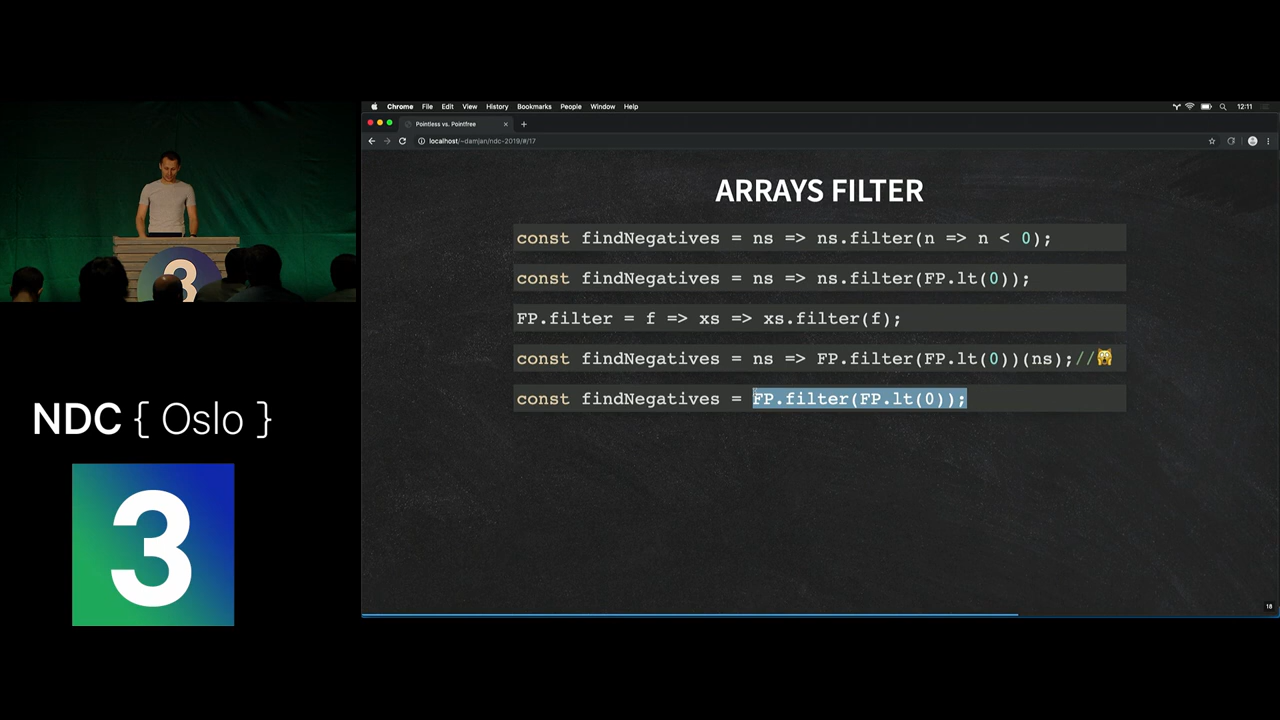 Chrome File Edit View History Bookmarks People Window Help 12:11
Pointless vs. Pointfree
localhost/~damjan/ndc-2019/#/17
ARRAYS FILTER
const findNegatives = ns => ns.filter(n => n < 0);
const findNegatives = ns => ns.filter(FP.lt(0));
FP.filter = f => xs => xs.filter(f);
const findNegatives = ns => FP.filter(FP.lt(0))(ns);//🙀
const findNegatives = FP.filter(FP.lt(0));
18
3
NDC { Oslo }
3